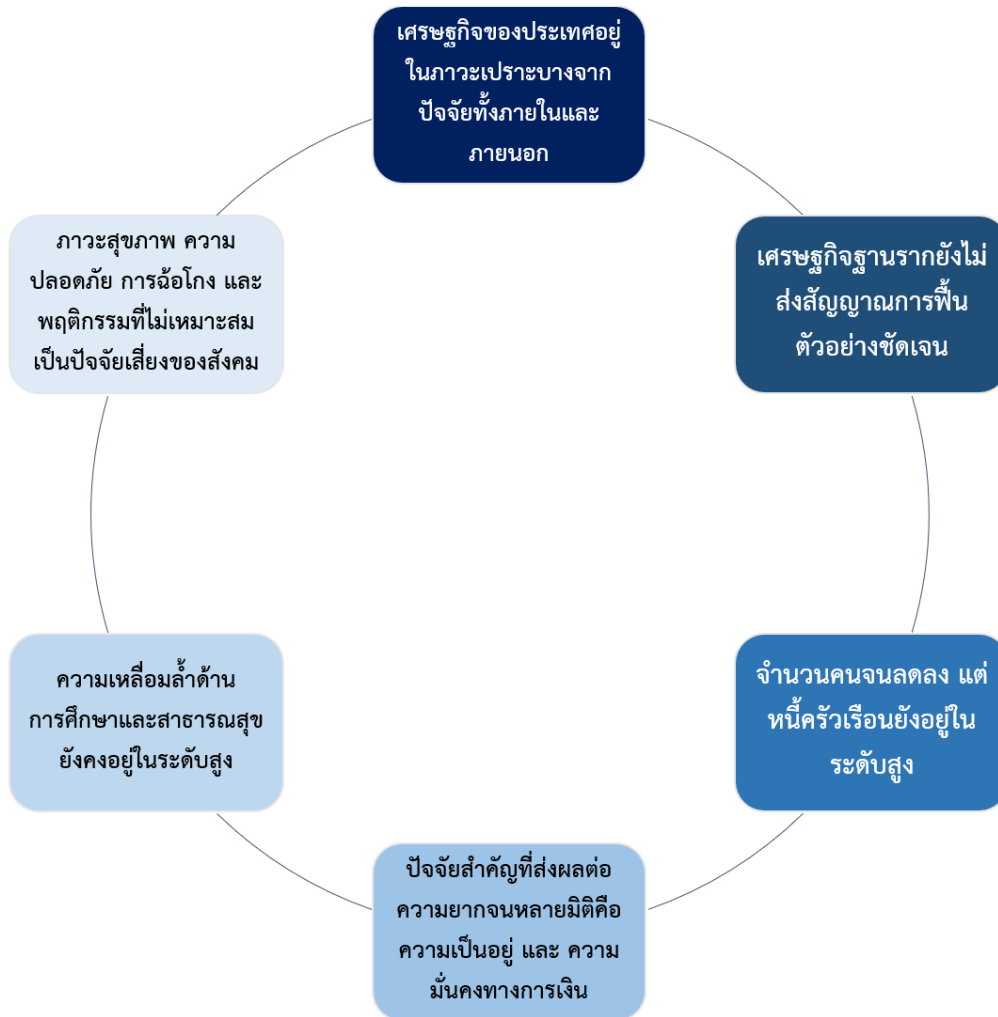 เศรษฐกิจของประเทศอยู่
ในภาวะเปราะบางจาก
ปัจจัยทั้งภายในและ
ภายนอก
เศรษฐกิจฐานรากยังไม่
ส่งสัญญาณการฟื้น
ตัวอย่างชัดเจน
จำนวนคนจนลดลง แต่
หนี้ครัวเรือนยังอยู่ใน
ระดับสูง
ปัจจัยสำคัญที่ส่งผลต่อ
ความยากจนหลายมิติคือ
ความเป็นอยู่ และ ความ
มั่นคงทางการเงิน
ความเหลื่อมล้ำด้าน
การศึกษาและสาธารณสุข
ยังคงอยู่ในระดับสูง
ภาวะสุขภาพ ความ
ปลอดภัย การฉ้อโกง และ
พฤติกรรมที่ไม่เหมาะสม
เป็นปัจจัยเสี่ยงของสังคม